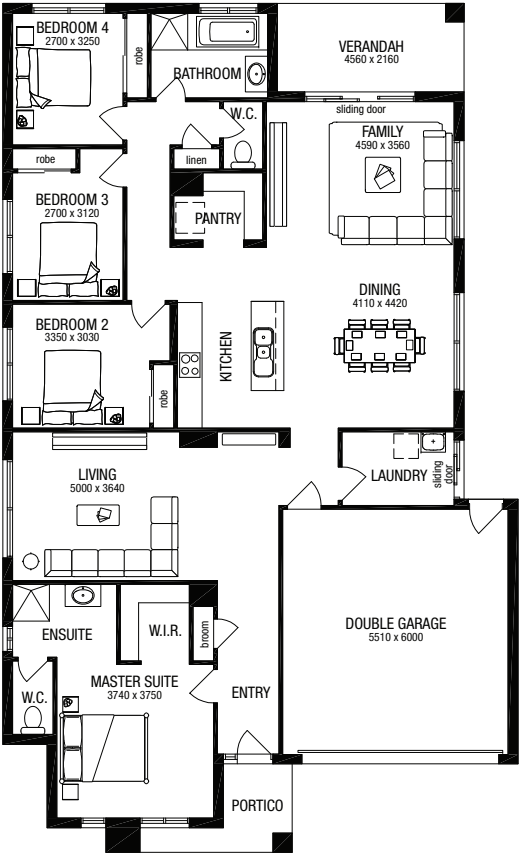 BEDROOM 4
2700 x 3250
robe
BATHROOM
VERANDAH
4560 x 2160
sliding door
W.C.
linen
FAMILY
4590 x 3560
robe
BEDROOM 3
2700 x 3120
PANTRY
DINING
4110 x 4420
BEDROOM 2
3350 x 3030
robe
KITCHEN
LIVING
5000 x 3640
LAUNDRY
sliding
door
ENSUITE
W.I.R.
broom
DOUBLE GARAGE
5510 x 6000
W.C.
MASTER SUITE
3740 x 3750
ENTRY
PORTICO